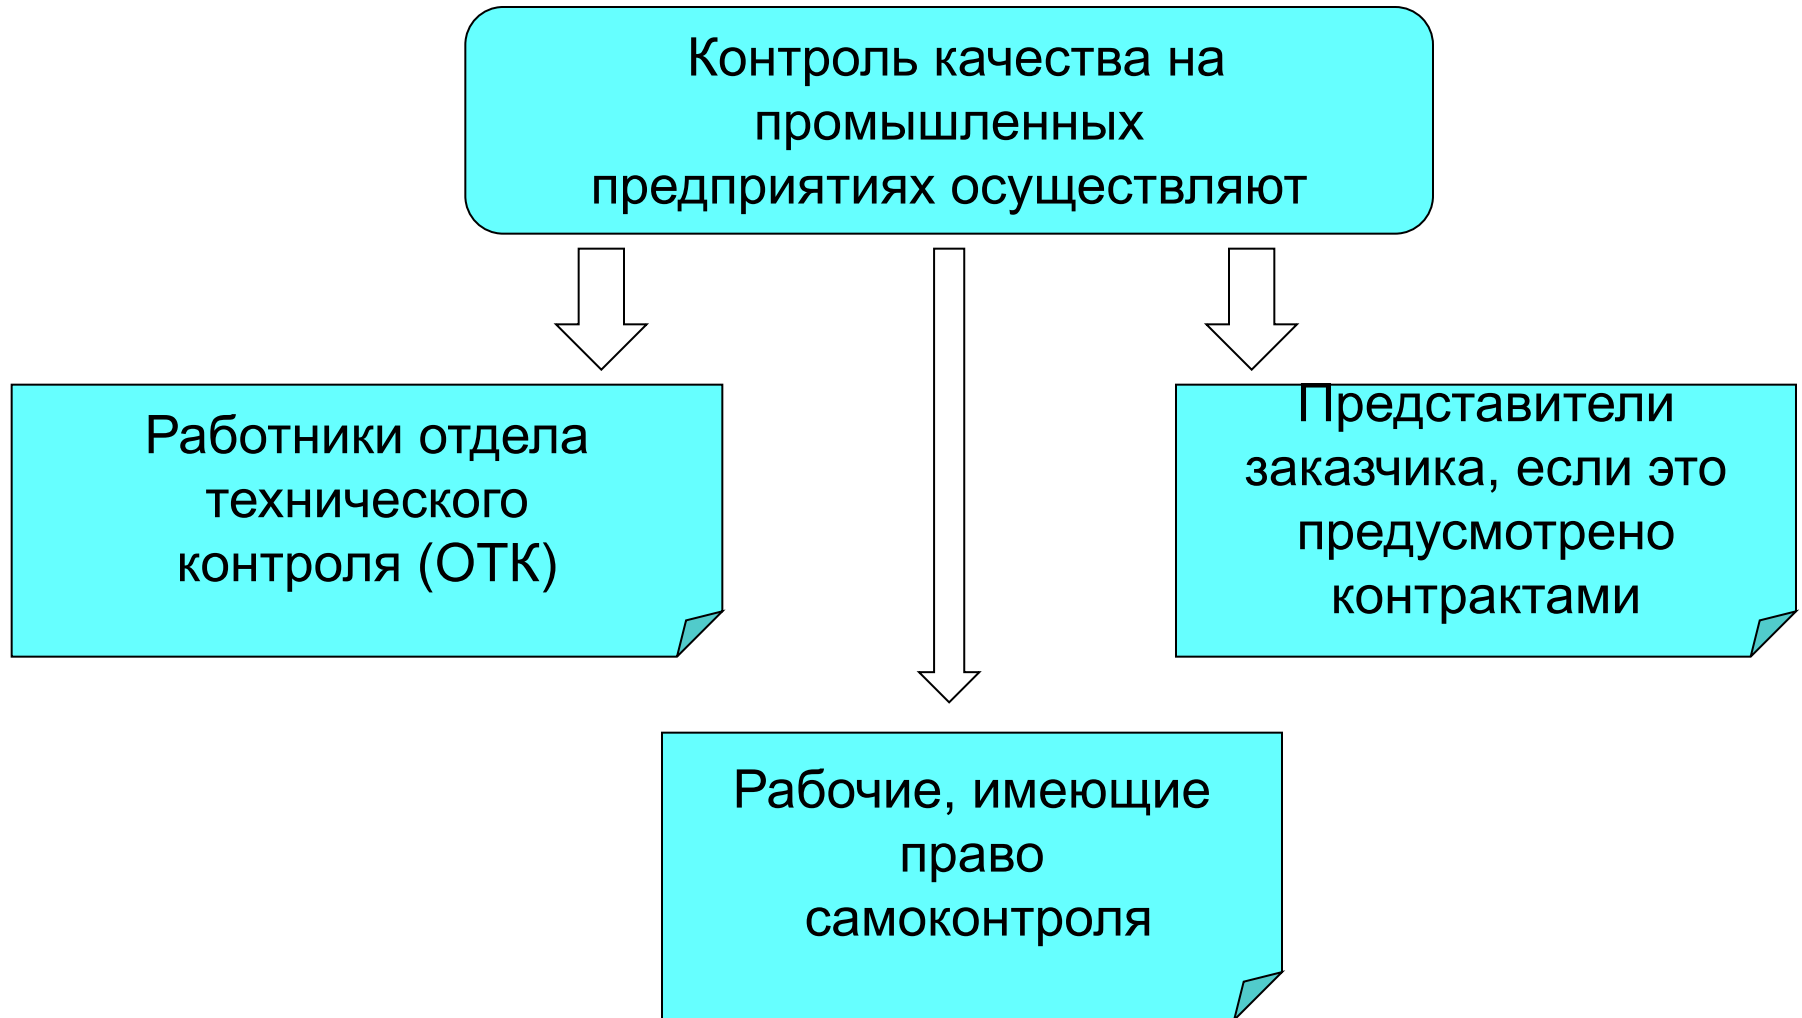 Контроль качества на
промышленных
предприятиях осуществляют
Работники отдела
технического
контроля (ОТК)
Представители
заказчика, если это
предусмотрено
контрактами
Рабочие, имеющие
право
самоконтроля